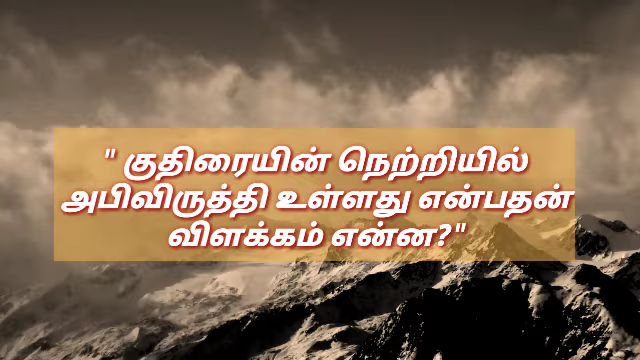 " குதிரையின் நெற்றியில்
அபிவிருத்தி உள்ளது என்பதன்
விளக்கம் என்ன?"